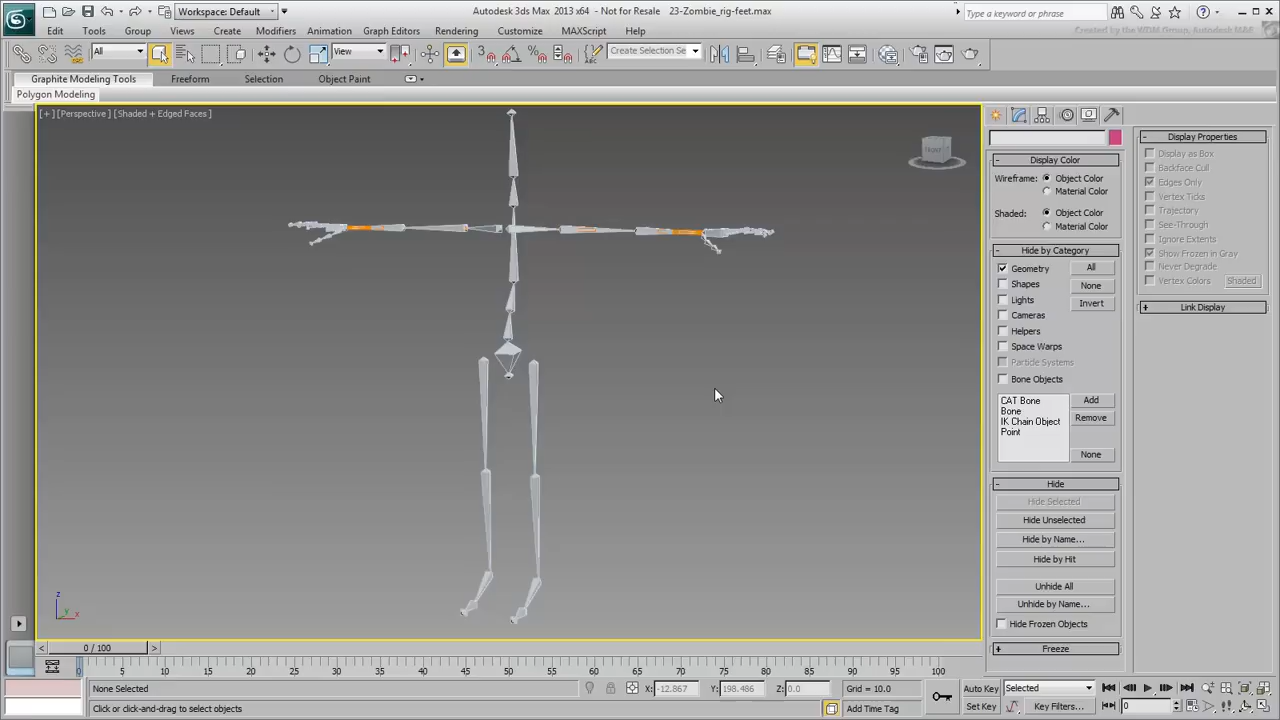 Workspace: Default
Autodesk 3ds Max 2013 x64 - Not for Resale 23-Zombie_rig-feet.max
Type a keyword or phrase
Edit Tools Group Views Create Modifiers Animation Graph Editors Rendering Customize MAXScript Help
Created by the WDM Group, Autodesk M&E
All View Create Selection Se
Graphite Modeling Tools Freeform Selection Object Paint
Polygon Modeling
[ + ] [Perspective ] [Shaded + Edged Faces ]
Display Color
Wireframe: Object Color
Material Color
Shaded: Object Color
Material Color
Hide by Category
Geometry All
Shapes None
Lights Invert
Cameras
Helpers
Space Warps
Particle Systems
Bone Objects
CAT Bone Add
Bone
IK Chain Object Remove
Point
None
Hide
Hide Selected
Hide Unselected
Hide by Name...
Hide by Hit
Unhide All
Unhide by Name...
Hide Frozen Objects
Freeze
Display Properties
Display as Box
Backface Cull
Edges Only
Vertex Ticks
Trajectory
See-Through
Ignore Extents
Show Frozen in Gray
Never Degrade
Vertex Colors Shaded
Link Display
z
y
x
< 0 / 100 >
0 5 10 15 20 25 30 35 40 45 50 55 60 65 70 75 80 85 90 95 100
None Selected X: -12.867 Y: 198.486 Z: 0.0 Grid = 10.0 Auto Key Selected
Click or click-and-drag to select objects Add Time Tag Set Key Key Filters... 0